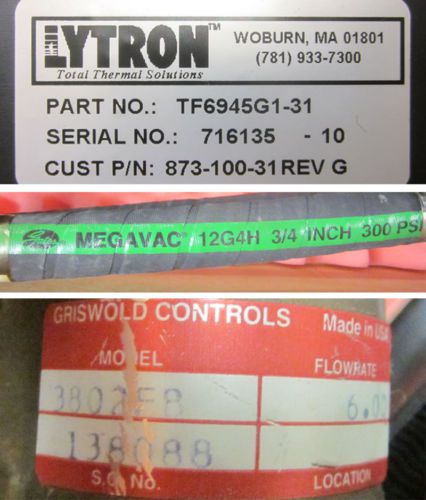 LYTRON™
Total Thermal Solutions
WOBURN, MA 01801
(781) 933-7300
PART NO.: TF6945G1-31
SERIAL NO.: 716135 - 10
CUST P/N: 873-100-31 REV G
Gates MEGAVAC® 12G4H 3/4 INCH 300 PSI
GRISWOLD CONTROLS Made in USA
MODEL FLOWRATE
3802EB 6.00
138088
S.O. No. LOCATION